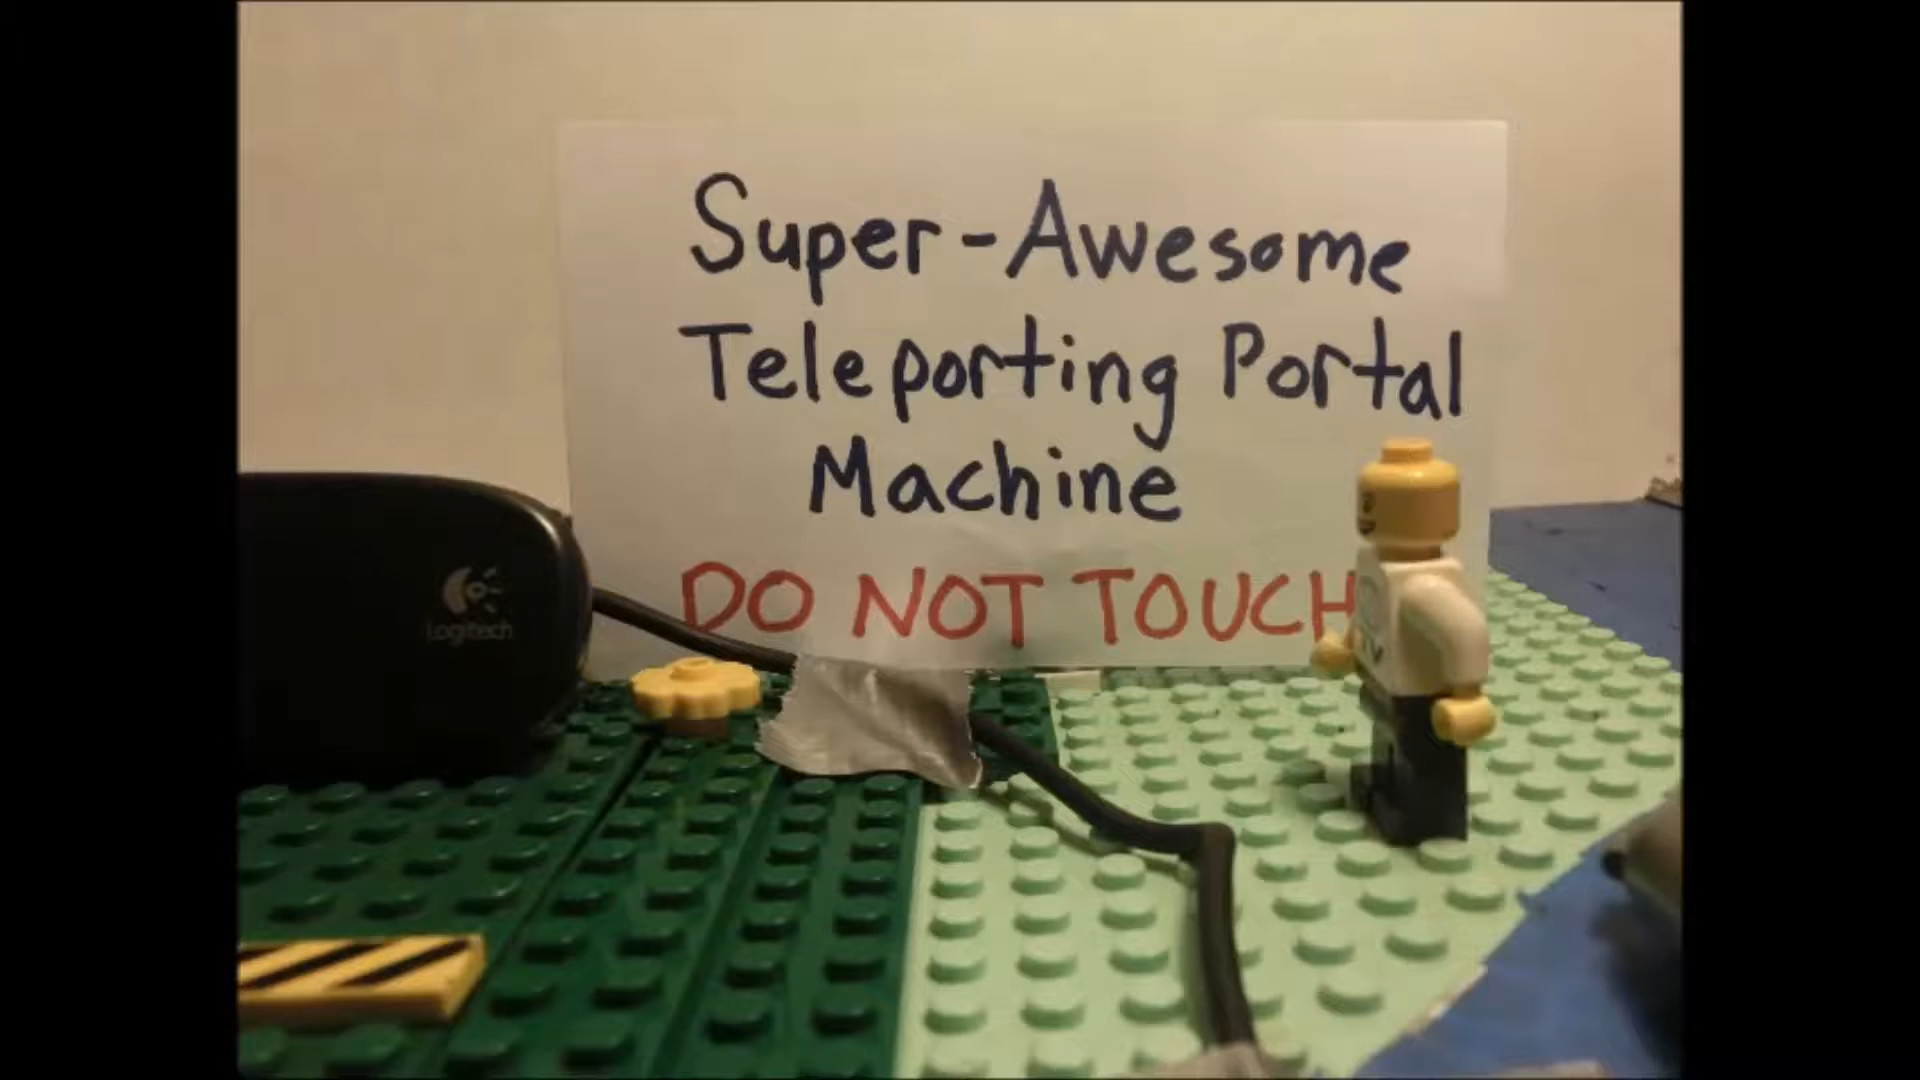 Super-Awesome
Teleporting Portal
Machine
DO NOT TOUCH
Logitech